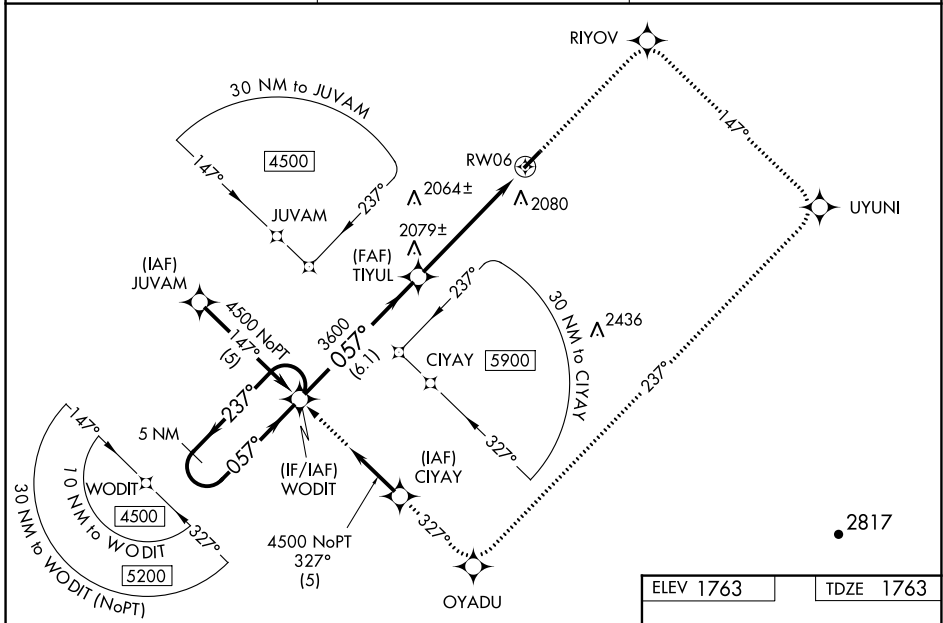 RIYOV
30 NM to JUVAM
4500
147°
237°
JUVAM
RW06
2064±
2080
147°
UYUNI
2079±
(FAF)
TIYUL
(IAF)
JUVAM
4500 NoPT
147°
(5)
3600
057°
(6.1)
237°
30 NM to CIYAY
2436
CIYAY
5900
327°
237°
237°
057°
5 NM
(IF/IAF)
WODIT
(IAF)
CIYAY
147°
WODIT
4500
10 NM to WODIT
5200
30 NM to WODIT (NoPT)
327°
4500 NoPT
327°
(5)
327°
OYADU
2817
ELEV 1763
TDZE 1763